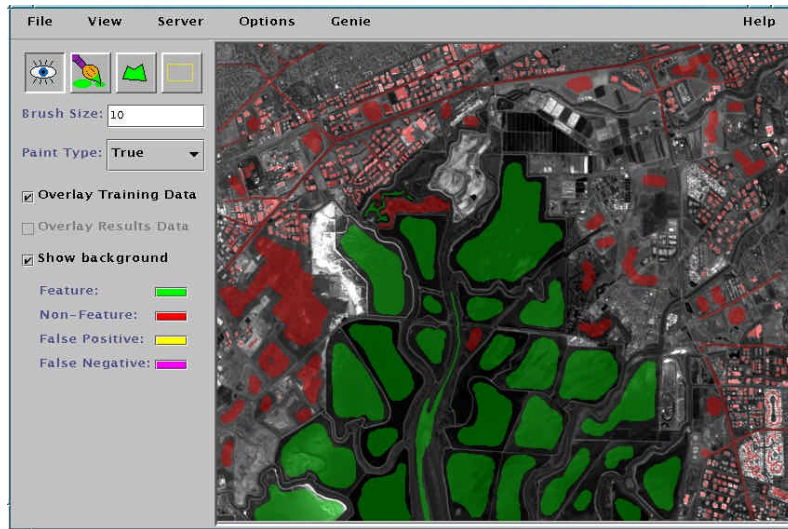 File View Server Options Genie Help
Brush Size: 10
Paint Type: True
Overlay Training Data
Overlay Results Data
Show background
Feature:
Non-Feature:
False Positive:
False Negative: